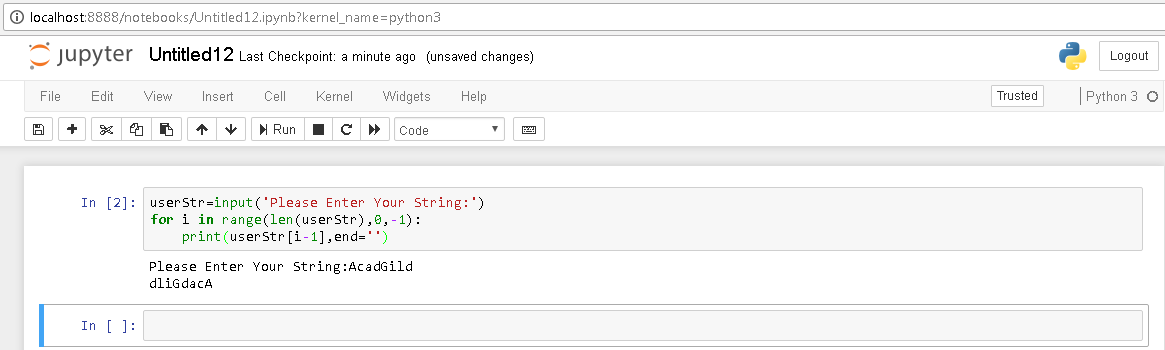 localhost:8888/notebooks/Untitled12.ipynb?kernel_name=python3
jupyter Untitled12 Last Checkpoint: a minute ago (unsaved changes) Logout
File Edit View Insert Cell Kernel Widgets Help Trusted Python 3
Run Code
In [2]: userStr=input('Please Enter Your String:')
for i in range(len(userStr),0,-1):
    print(userStr[i-1],end='')
Please Enter Your String:AcadGild
dliGdacA
In [ ]: